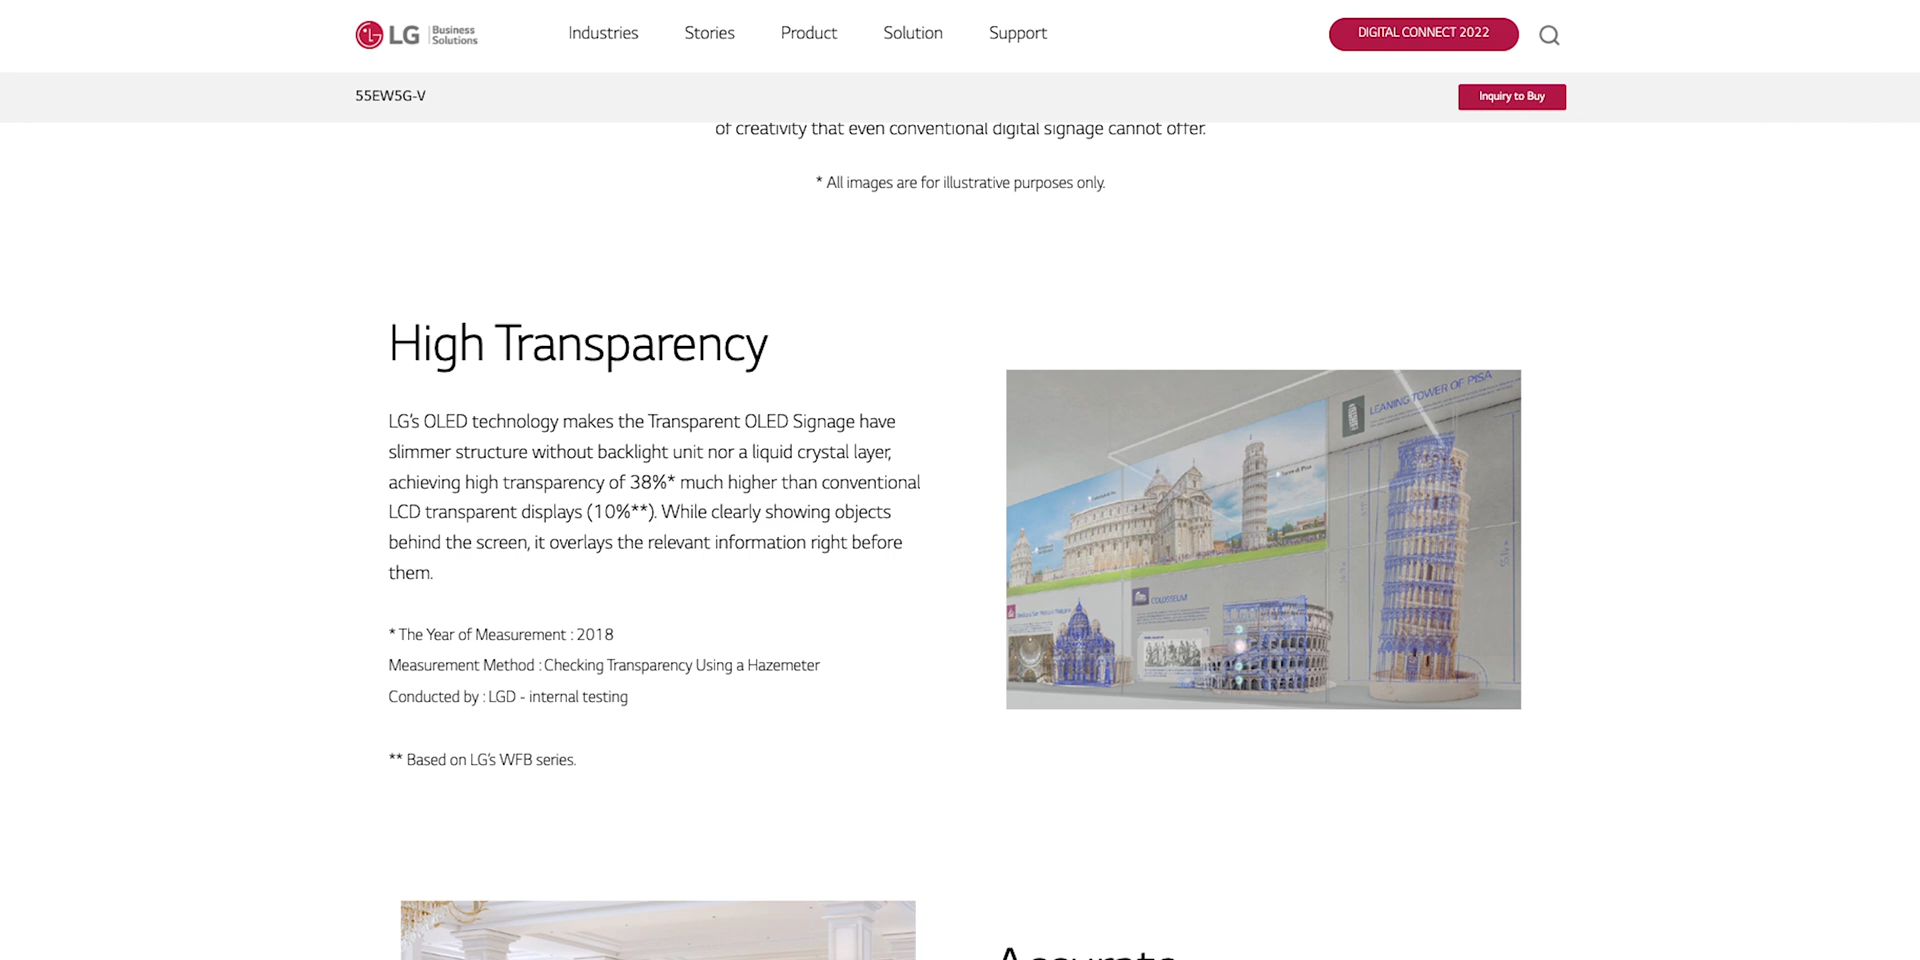 LG Business Solutions
Industries Stories Product Solution Support
DIGITAL CONNECT 2022
55EW5G-V
Inquiry to Buy
of creativity that even conventional digital signage cannot offer.
* All images are for illustrative purposes only.
High Transparency
LG's OLED technology makes the Transparent OLED Signage have
slimmer structure without backlight unit nor a liquid crystal layer,
achieving high transparency of 38%* much higher than conventional
LCD transparent displays (10%**). While clearly showing objects
behind the screen, it overlays the relevant information right before
them.
* The Year of Measurement : 2018
Measurement Method : Checking Transparency Using a Hazemeter
Conducted by : LGD - internal testing
** Based on LG's WFB series.
LEANING TOWER OF PISA
COLOSSEUM
Accurate